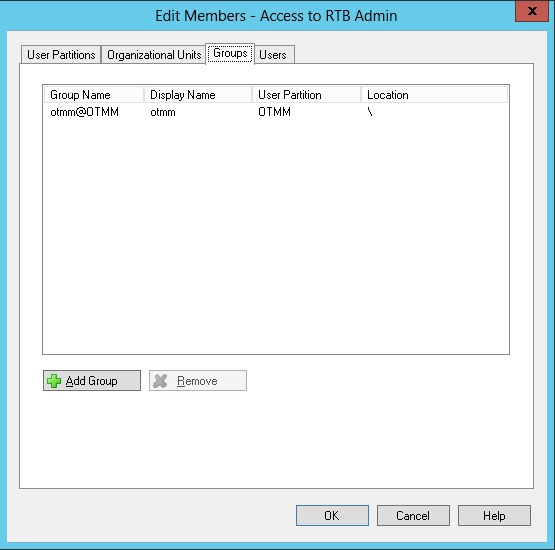 Edit Members - Access to RTB Admin
x
User Partitions Organizational Units Groups Users
Group Name Display Name User Partition Location
otmm@OTMM otmm OTMM \
Add Group Remove
OK Cancel Help